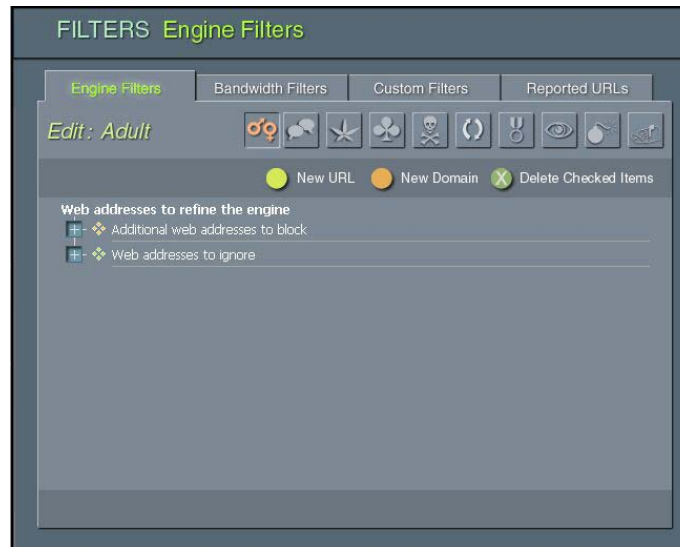 FILTERS Engine Filters
Engine Filters Bandwidth Filters Custom Filters Reported URLs
Edit: Adult
New URL New Domain X Delete Checked Items
Web addresses to refine the engine
Additional web addresses to block
Web addresses to ignore